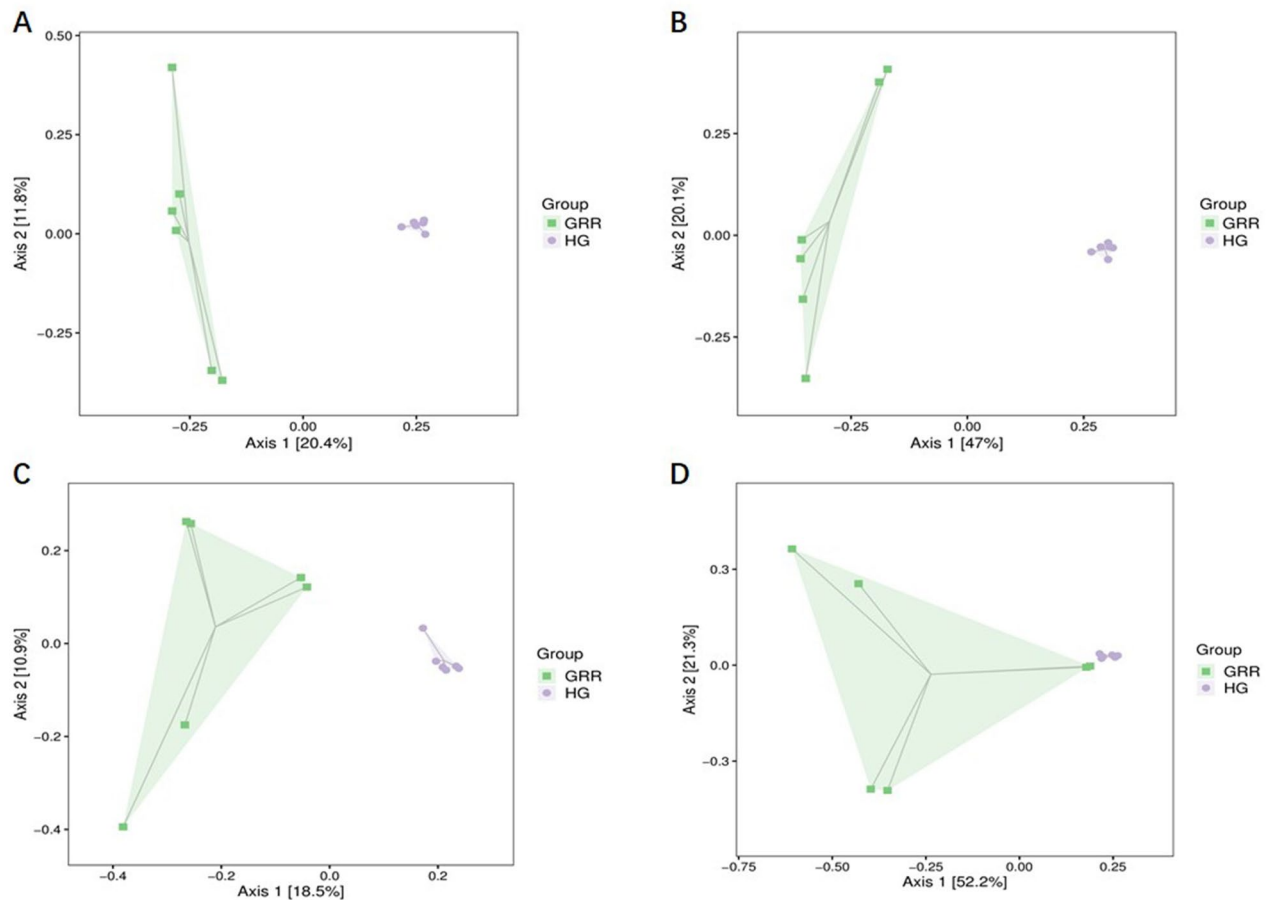 A
B
0.50
0.25
0.00
−0.25
Axis 2 [11.8%]
−0.25
0.00
0.25
Axis 1 [20.4%]
Group
GRR
HG
0.25
0.00
−0.25
Axis 2 [20.1%]
−0.25
0.00
0.25
Axis 1 [47%]
Group
GRR
HG
C
D
0.2
0.0
−0.2
−0.4
Axis 2 [10.9%]
−0.4
−0.2
0.0
0.2
Axis 1 [18.5%]
Group
GRR
HG
0.3
0.0
−0.3
Axis 2 [21.3%]
−0.75
−0.50
−0.25
0.00
0.25
Axis 1 [52.2%]
Group
GRR
HG